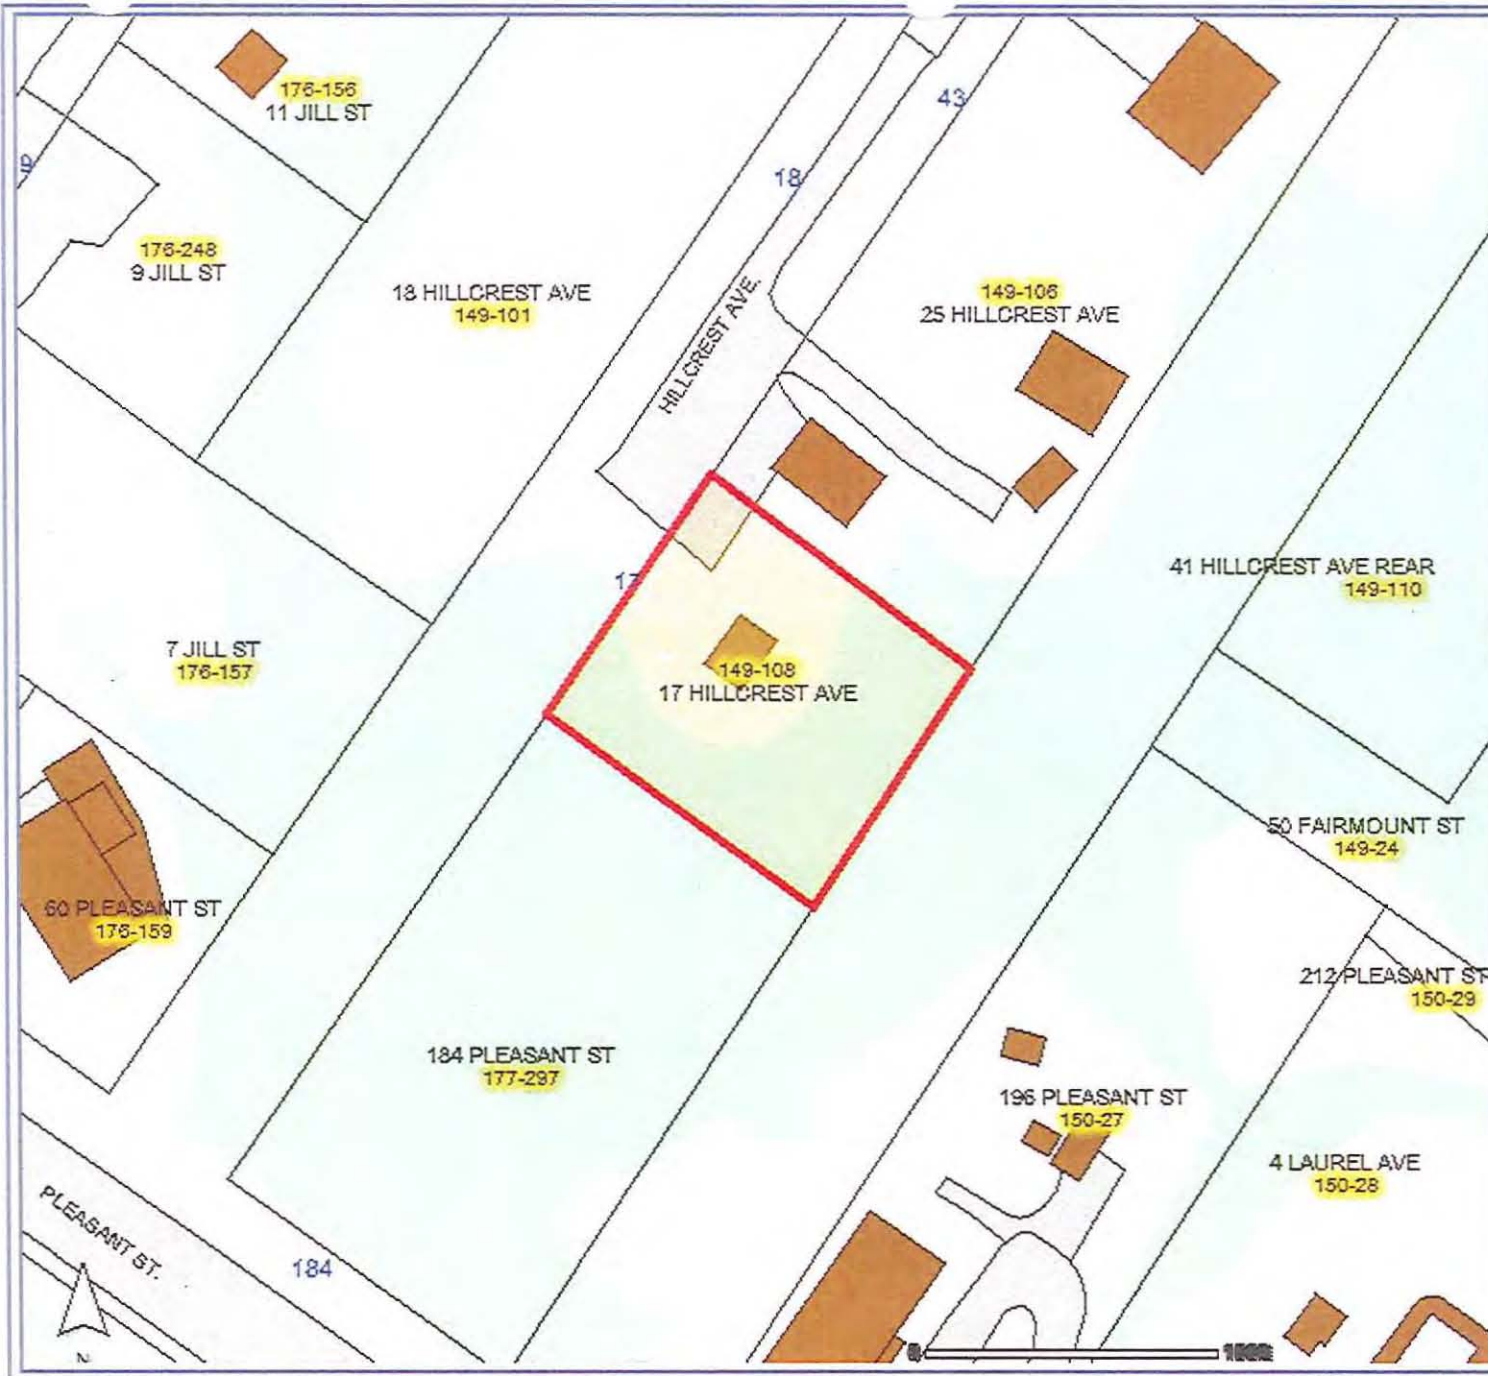 43
176-156
11 JILL ST
18
176-248
9 JILL ST
18 HILLCREST AVE
149-101
HILLCREST AVE.
149-106
25 HILLCREST AVE
17
41 HILLCREST AVE REAR
149-110
7 JILL ST
176-157
149-108
17 HILLCREST AVE
50 FAIRMOUNT ST
149-24
60 PLEASANT ST
176-159
212 PLEASANT ST
150-29
184 PLEASANT ST
177-297
196 PLEASANT ST
150-27
4 LAUREL AVE
150-28
PLEASANT ST.
184
N
0